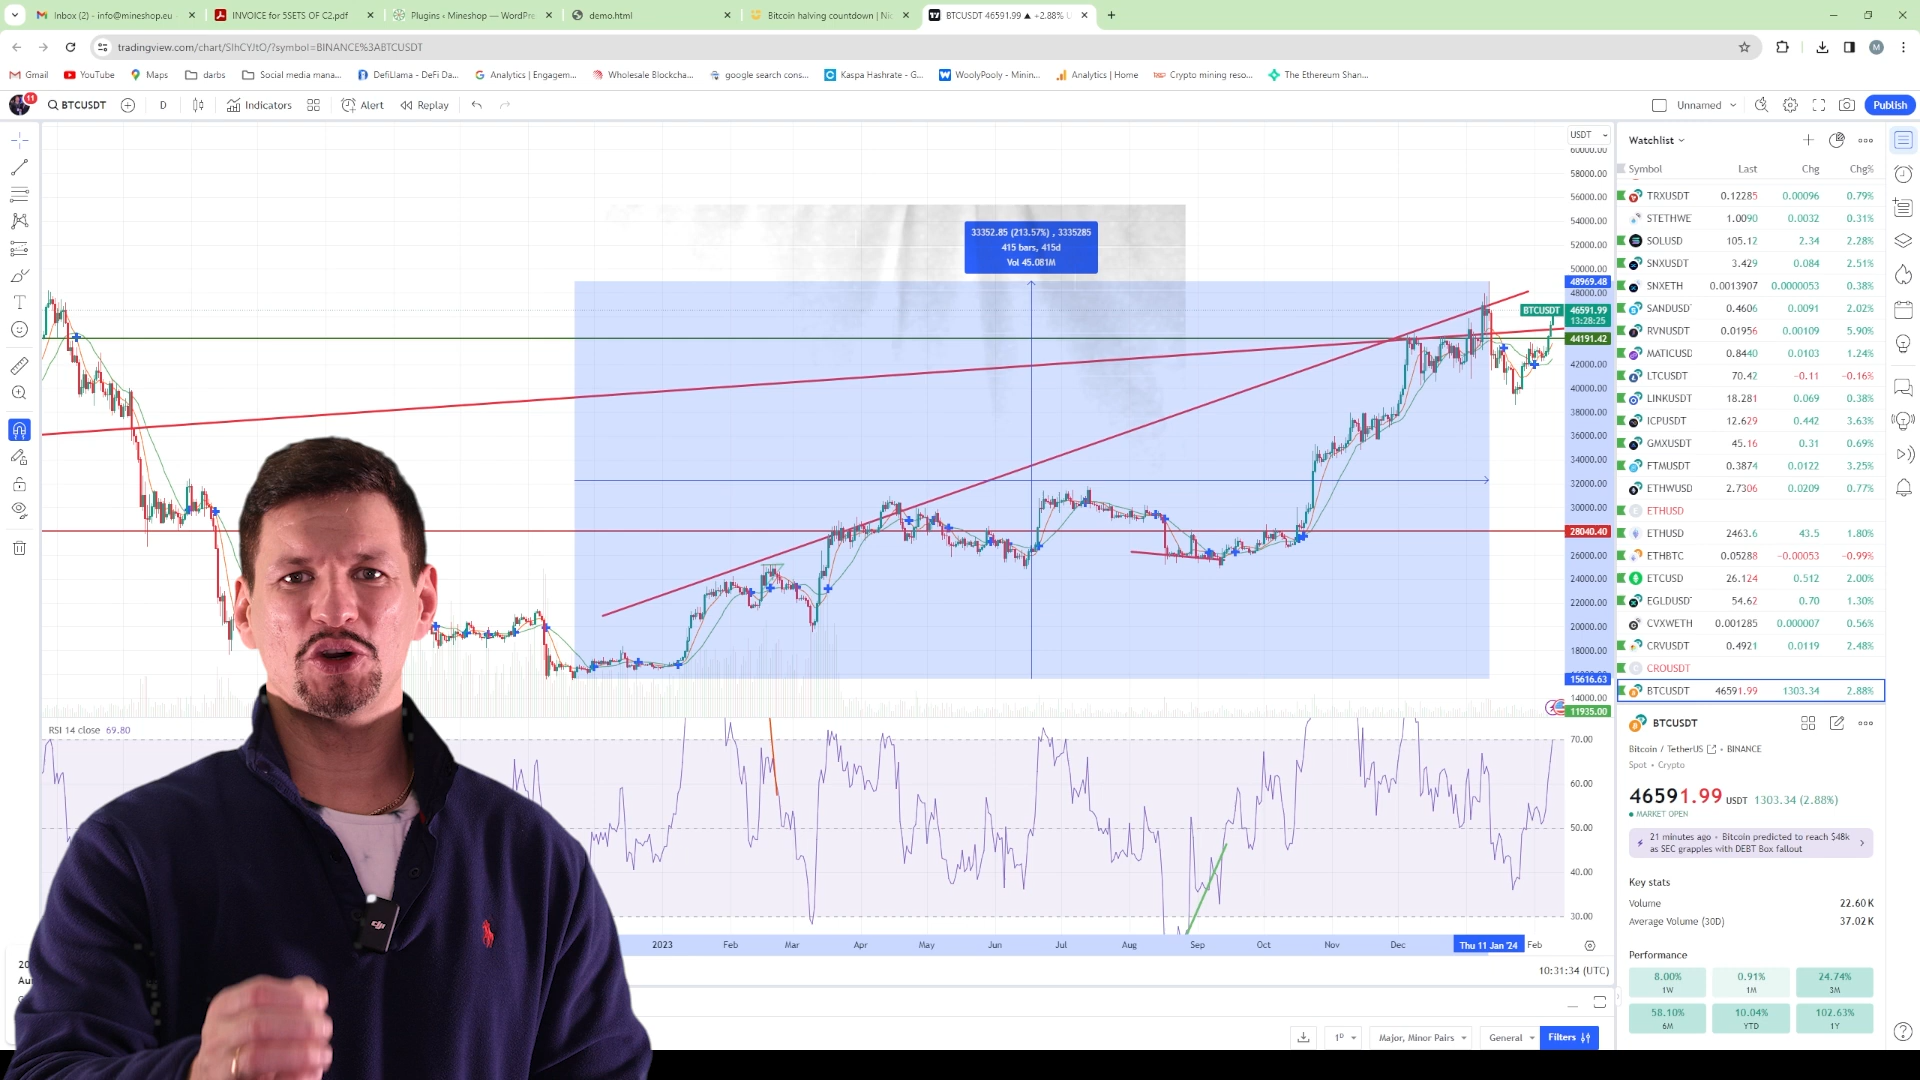 Inbox (2) - info@mineshop.eu
INVOICE for 5SETS OF C2.pdf
Plugins ‹ Mineshop — WordPre
demo.html
Bitcoin halving countdown | Nic
BTCUSDT 46591.99 ▲ +2.88% U
tradingview.com/chart/SIhCYJtO/?symbol=BINANCE%3ABTCUSDT
M
Gmail
YouTube
Maps
darbs
Social media mana...
DefiLlama - DeFi Da...
Analytics | Engagem...
Wholesale Blockcha...
google search cons...
Kaspa Hashrate - G...
WoolyPooly - Minin...
Analytics | Home
Crypto mining reso...
The Ethereum Shan...
11
BTCUSDT
D
Indicators
Alert
Replay
Unnamed
Publish
USDT
60000.00
58000.00
56000.00
54000.00
52000.00
50000.00
48969.48
48000.00
BTCUSDT 46591.99
13:28:25
44191.42
42000.00
40000.00
38000.00
36000.00
34000.00
32000.00
30000.00
28040.40
26000.00
24000.00
22000.00
20000.00
18000.00
15616.63
14000.00
11935.00
33352.85 (213.57%) , 3335285
415 bars, 415d
Vol 45.081M
RSI 14 close 69.80
70.00
60.00
50.00
40.00
30.00
2023
Feb
Mar
Apr
May
Jun
Jul
Aug
Sep
Oct
Nov
Dec
Thu 11 Jan '24
Feb
10:31:34 (UTC)
20
Au
1D
Major, Minor Pairs
General
Filters
DJI
Watchlist
Symbol Last Chg Chg%
TRXUSDT 0.12285 0.00096 0.79%
STETHWE 1.0090 0.0032 0.31%
SOLUSD 105.12 2.34 2.28%
SNXUSDT 3.429 0.084 2.51%
SNXETH 0.0013907 0.0000053 0.38%
SANDUSD 0.4606 0.0091 2.02%
RVNUSDT 0.01956 0.00109 5.90%
MATICUSD 0.8440 0.0103 1.24%
LTCUSDT 70.42 −0.11 −0.16%
LINKUSDT 18.281 0.069 0.38%
ICPUSDT 12.629 0.442 3.63%
GMXUSDT 45.16 0.31 0.69%
FTMUSDT 0.3874 0.0122 3.25%
ETHWUSD 2.7306 0.0209 0.77%
ETHUSD
ETHUSD 2463.6 43.5 1.80%
ETHBTC 0.05288 −0.00053 −0.99%
ETCUSD 26.124 0.512 2.00%
EGLDUSD 54.62 0.70 1.30%
CVXWETH 0.001285 0.000007 0.56%
CRVUSDT 0.4921 0.0119 2.48%
CROUSDT
BTCUSDT 46591.99 1303.34 2.88%
BTCUSDT
Bitcoin / TetherUS • BINANCE
Spot • Crypto
46591.99 USDT 1303.34 (2.88%)
MARKET OPEN
21 minutes ago • Bitcoin predicted to reach $48k
as SEC grapples with DEBT Box fallout
Key stats
Volume 22.60 K
Average Volume (30D) 37.02 K
Performance
8.00% 0.91% 24.74%
1W 1M 3M
58.10% 10.04% 102.63%
6M YTD 1Y